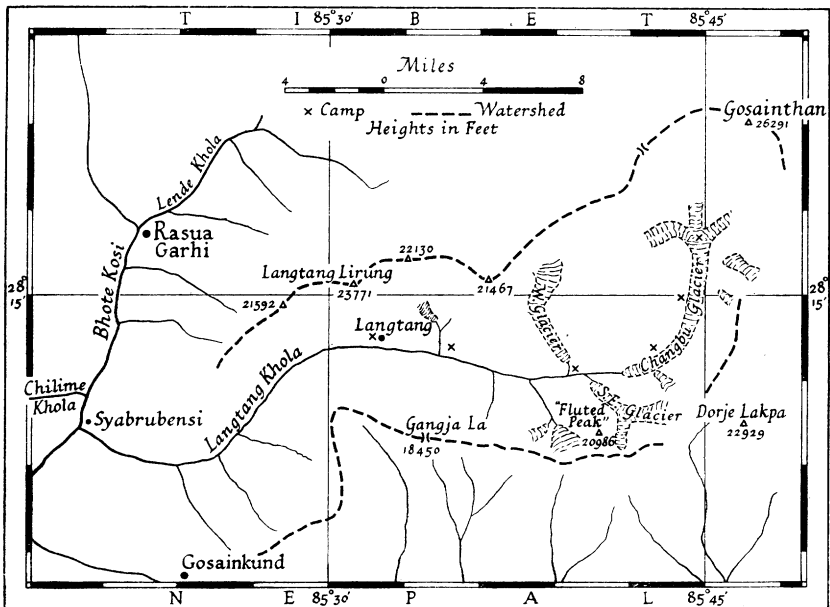 T I B E T
85°30' 85°45'
Miles
4 0 4 8
× Camp Watershed
Heights in Feet
Gosainthan
26291
Lende Khola
Rasua
Garhi
Bhote Kosi
22130
Langtang Lirung
23771
21467
21592
28°
15'
28°
15'
Langtang
Glacier
Changbu Glacier
Langtang Khola
Chilime
Khola
Syabrubensi
Gangja La
18450
"Fluted
Peak"
20986
Glacier
Dorje Lakpa
22929
Gosainkund
N E P A L
85°30' 85°45'